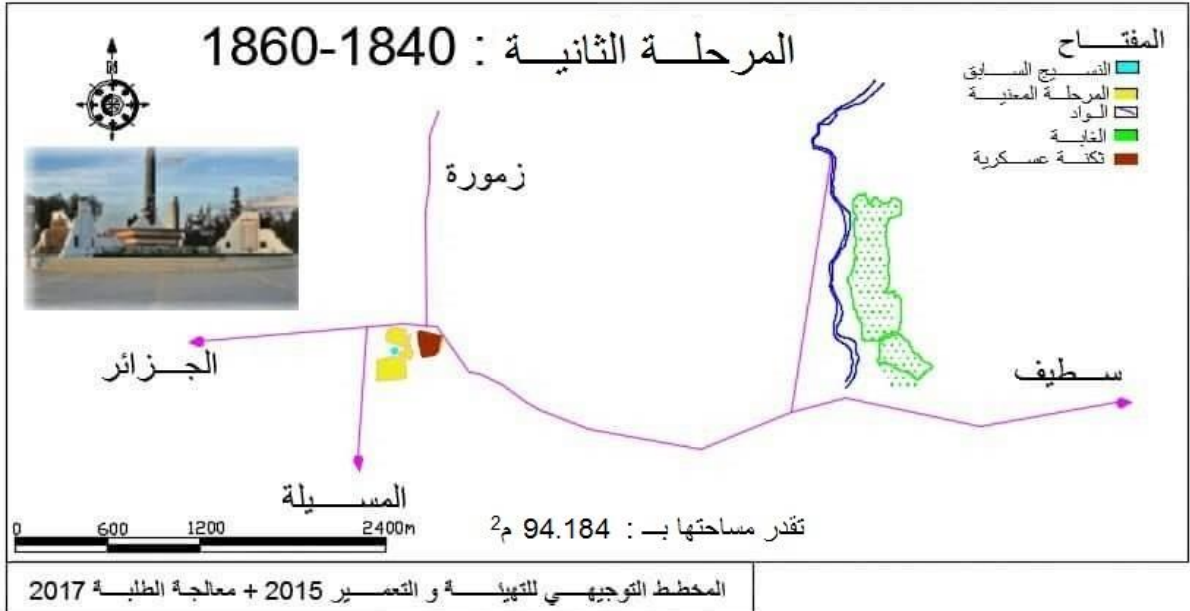 المرحلة الثانية : 1840-1860
المفتاح
النسيج السابق
المرحلة المعنية
الواد
الغابة
ثكنة عسكرية
زمورة
الجزائر
سطيف
المسيلة
0 600 1200 2400m
تقدر مساحتها بـ : 94.184 م2
المخطط التوجيهي للتهيئة و التعمير 2015 + معالجة الطلبة 2017